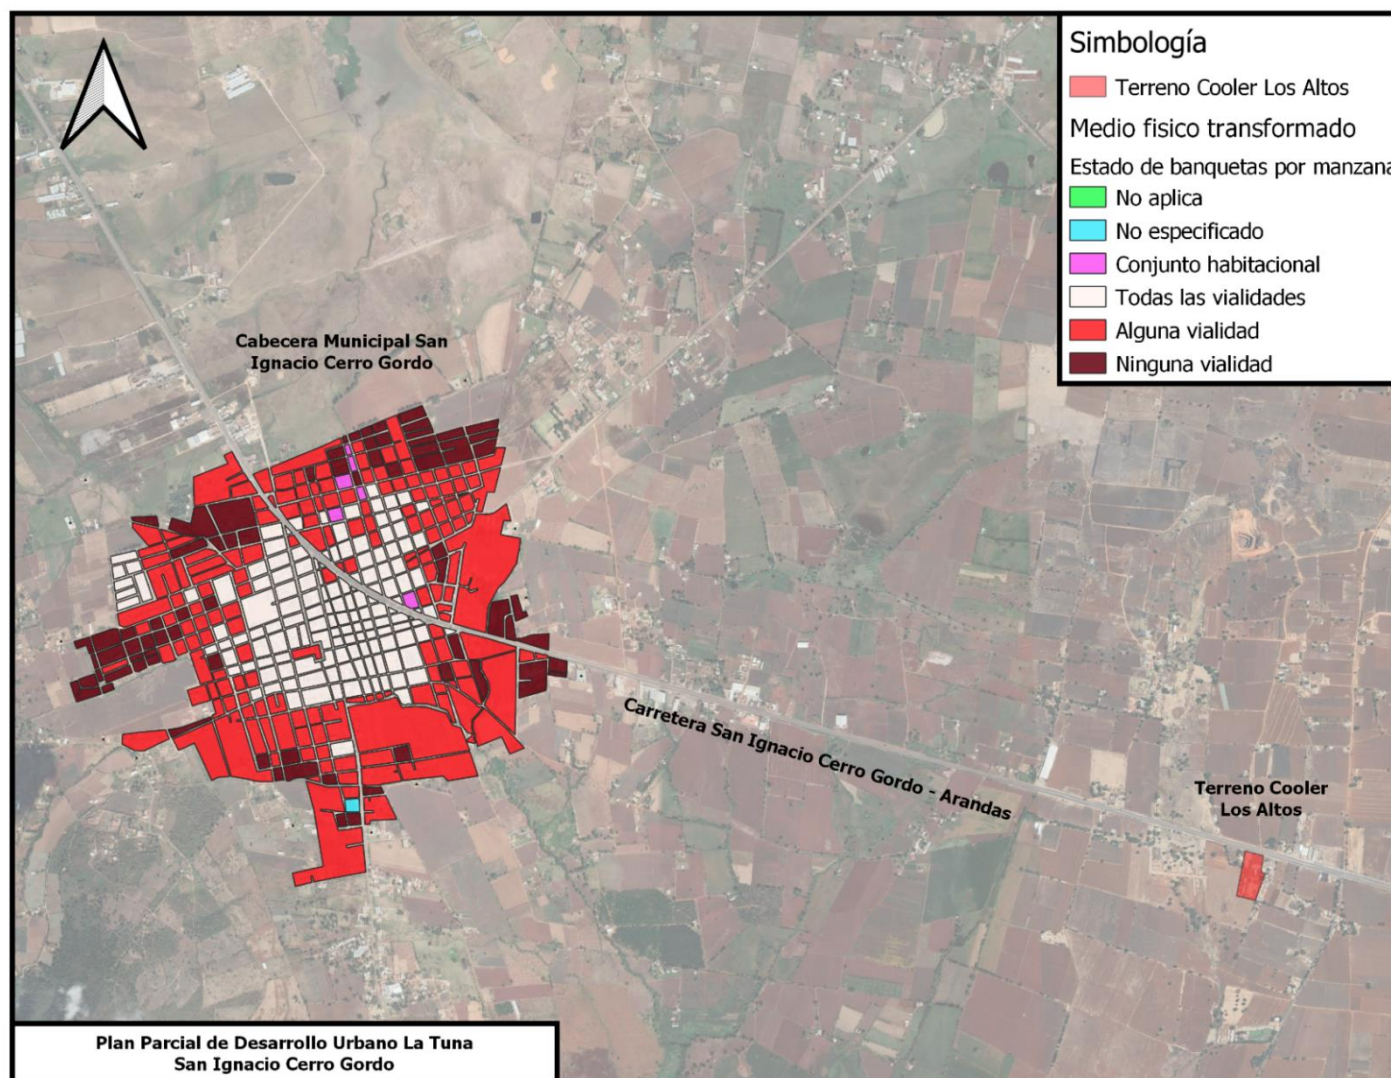 Simbología
Terreno Cooler Los Altos
Medio fisico transformado
Estado de banquetas por manzana
No aplica
No especificado
Conjunto habitacional
Todas las vialidades
Alguna vialidad
Ninguna vialidad
Cabecera Municipal San
Ignacio Cerro Gordo
Carretera San Ignacio Cerro Gordo - Arandas
Terreno Cooler
Los Altos
Plan Parcial de Desarrollo Urbano La Tuna
San Ignacio Cerro Gordo